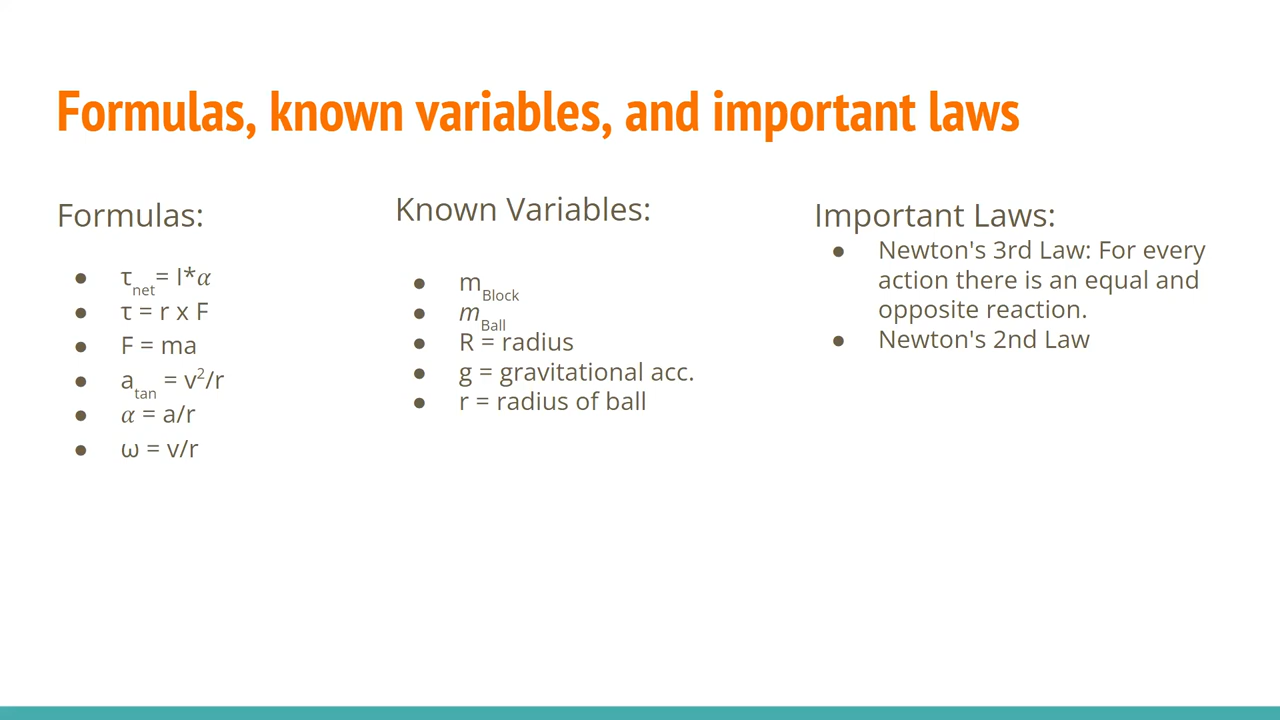 Formulas, known variables, and important laws
Formulas:
● τnet= I*α
● τ = r x F
● F = ma
● atan = v²/r
● α = a/r
● ω = v/r
Known Variables:
● mBlock
● mBall
● R = radius
● g = gravitational acc.
● r = radius of ball
Important Laws:
● Newton's 3rd Law: For every
action there is an equal and
opposite reaction.
● Newton's 2nd Law